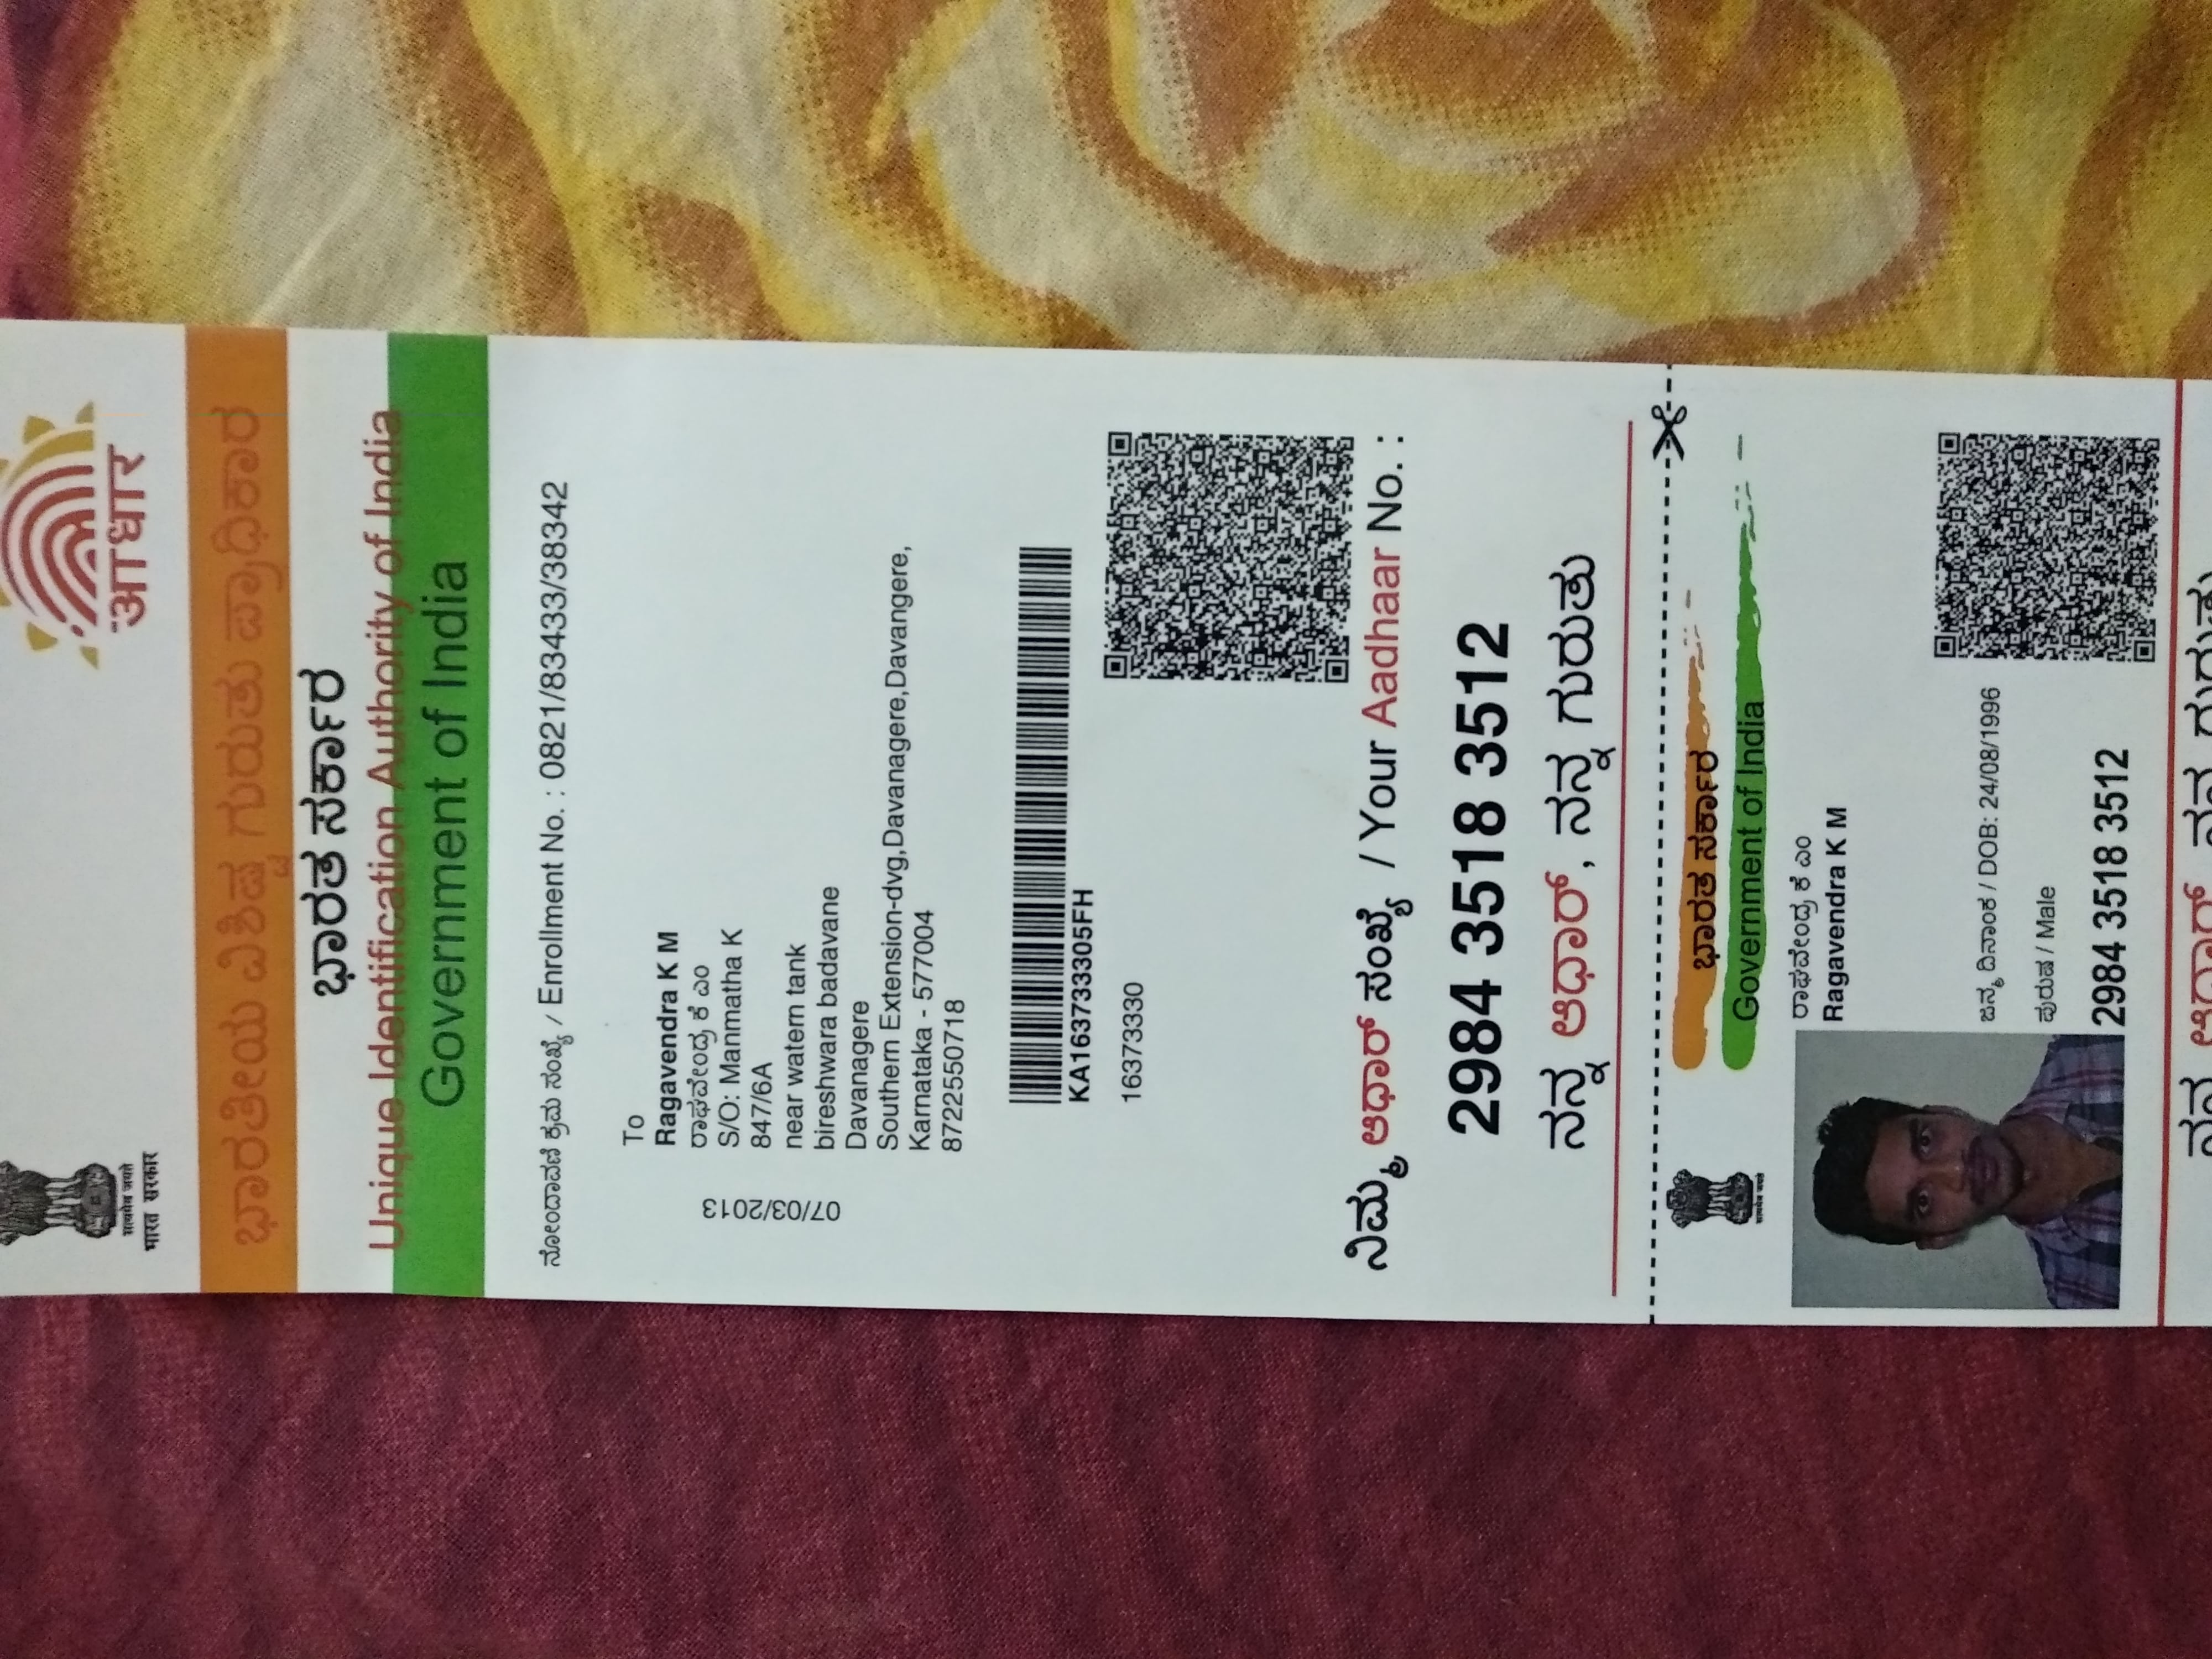 आधार
सत्यमेव जयते
भारत सरकार
ಭಾರತೀಯ ವಿಶಿಷ್ಟ ಗುರುತು ಪ್ರಾಧಿಕಾರ
ಭಾರತ ಸರ್ಕಾರ
Unique Identification Authority of India
Government of India
ನೋಂದಾವಣೆ ಕ್ರಮ ಸಂಖ್ಯೆ / Enrollment No. : 0821/83433/38342
To
Ragavendra K M
ರಾಘವೇಂದ್ರ ಕೆ ಎಂ
S/O: Manmatha K
847/6A
near watern tank
bireshwara badavane
Davanagere
Southern Extension-dvg,Davanagere,Davangere,
Karnataka - 577004
8722550718
07/03/2013
KA163733305FH
16373330
ನಿಮ್ಮ ಆಧಾರ್ ಸಂಖ್ಯೆ / Your Aadhaar No. :
2984 3518 3512
ನನ್ನ ಆಧಾರ್, ನನ್ನ ಗುರುತು
ಭಾರತ ಸರ್ಕಾರ
Government of India
ರಾಘವೇಂದ್ರ ಕೆ ಎಂ
Ragavendra K M
ಜನ್ಮ ದಿನಾಂಕ / DOB: 24/08/1996
ಪುರುಷ / Male
2984 3518 3512
ನನ್ನ ಆಧಾರ್, ನನ್ನ ಗುರುತು